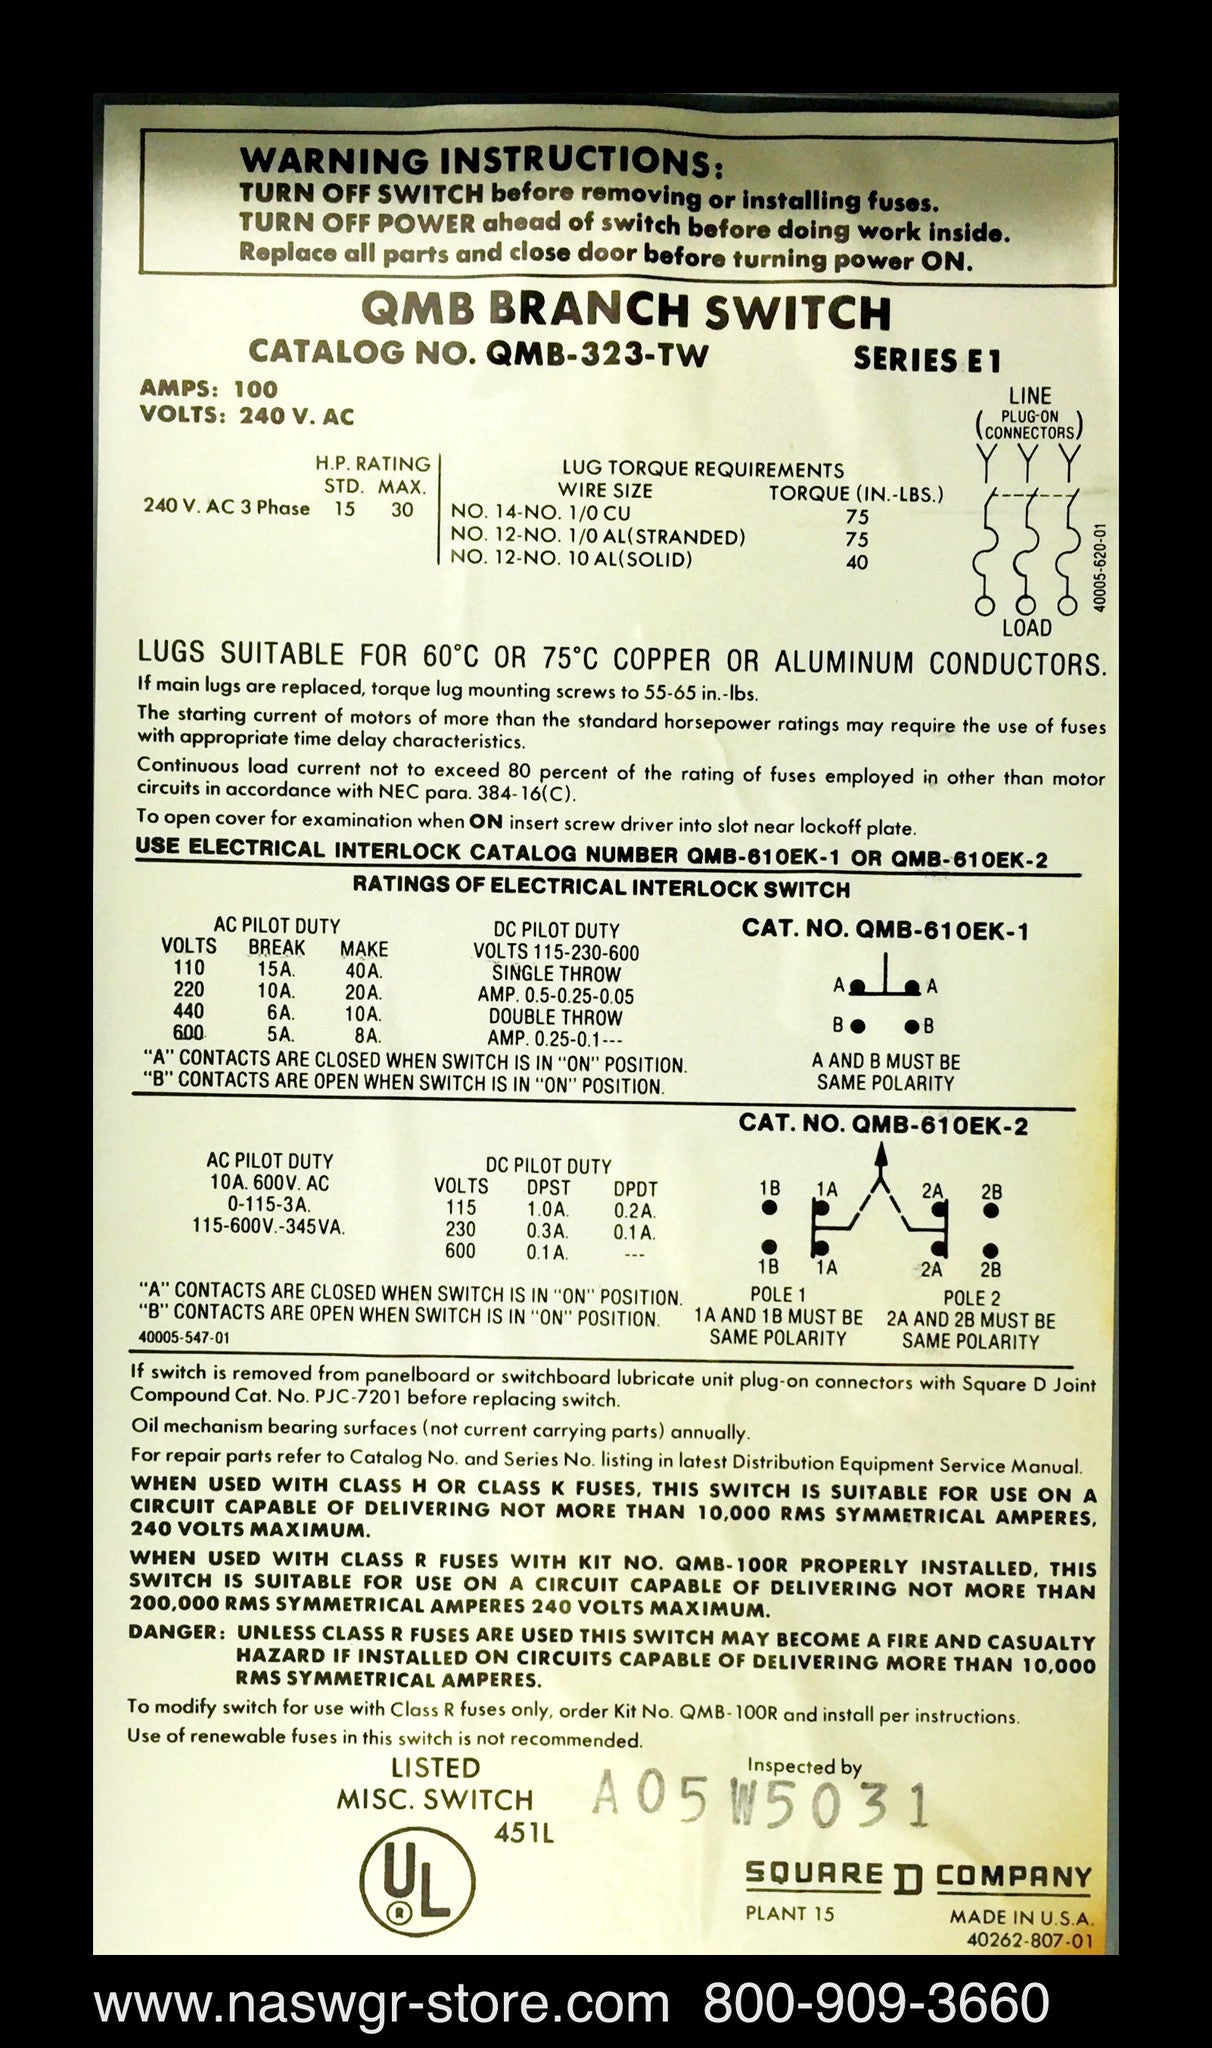 WARNING INSTRUCTIONS:
TURN OFF SWITCH before removing or installing fuses.
TURN OFF POWER ahead of switch before doing work inside.
Replace all parts and close door before turning power ON.
QMB BRANCH SWITCH
CATALOG NO. QMB-323-TW SERIES E1
AMPS: 100
VOLTS: 240 V. AC
LINE
(PLUG-ON
CONNECTORS)
H.P. RATING
STD. MAX.
240 V. AC 3 Phase 15 30
LUG TORQUE REQUIREMENTS
WIRE SIZE TORQUE (IN.-LBS.)
NO. 14-NO. 1/0 CU 75
NO. 12-NO. 1/0 AL(STRANDED) 75
NO. 12-NO. 10 AL(SOLID) 40
40005-620-01
LOAD
LUGS SUITABLE FOR 60°C OR 75°C COPPER OR ALUMINUM CONDUCTORS.
If main lugs are replaced, torque lug mounting screws to 55-65 in.-lbs.
The starting current of motors of more than the standard horsepower ratings may require the use of fuses
with appropriate time delay characteristics.
Continuous load current not to exceed 80 percent of the rating of fuses employed in other than motor
circuits in accordance with NEC para. 384-16(C).
To open cover for examination when ON insert screw driver into slot near lockoff plate.
USE ELECTRICAL INTERLOCK CATALOG NUMBER QMB-610EK-1 OR QMB-610EK-2
RATINGS OF ELECTRICAL INTERLOCK SWITCH
AC PILOT DUTY
VOLTS BREAK MAKE
110 15A. 40A.
220 10A. 20A.
440 6A. 10A.
600 5A. 8A.
DC PILOT DUTY
VOLTS 115-230-600
SINGLE THROW
AMP. 0.5-0.25-0.05
DOUBLE THROW
AMP. 0.25-0.1---
"A" CONTACTS ARE CLOSED WHEN SWITCH IS IN "ON" POSITION.
"B" CONTACTS ARE OPEN WHEN SWITCH IS IN "ON" POSITION.
CAT. NO. QMB-610EK-1
A A
B B
A AND B MUST BE
SAME POLARITY
CAT. NO. QMB-610EK-2
AC PILOT DUTY
10A. 600V. AC
0-115-3A.
115-600V.-345VA.
DC PILOT DUTY
VOLTS DPST DPDT
115 1.0A. 0.2A.
230 0.3A. 0.1A.
600 0.1A. ---
1B 1A 2A 2B
1B 1A 2A 2B
POLE 1 POLE 2
1A AND 1B MUST BE 2A AND 2B MUST BE
SAME POLARITY SAME POLARITY
"A" CONTACTS ARE CLOSED WHEN SWITCH IS IN "ON" POSITION.
"B" CONTACTS ARE OPEN WHEN SWITCH IS IN "ON" POSITION.
40005-547-01
If switch is removed from panelboard or switchboard lubricate unit plug-on connectors with Square D Joint
Compound Cat. No. PJC-7201 before replacing switch.
Oil mechanism bearing surfaces (not current carrying parts) annually.
For repair parts refer to Catalog No. and Series No. listing in latest Distribution Equipment Service Manual.
WHEN USED WITH CLASS H OR CLASS K FUSES, THIS SWITCH IS SUITABLE FOR USE ON A
CIRCUIT CAPABLE OF DELIVERING NOT MORE THAN 10,000 RMS SYMMETRICAL AMPERES,
240 VOLTS MAXIMUM.
WHEN USED WITH CLASS R FUSES WITH KIT NO. QMB-100R PROPERLY INSTALLED, THIS
SWITCH IS SUITABLE FOR USE ON A CIRCUIT CAPABLE OF DELIVERING NOT MORE THAN
200,000 RMS SYMMETRICAL AMPERES 240 VOLTS MAXIMUM.
DANGER: UNLESS CLASS R FUSES ARE USED THIS SWITCH MAY BECOME A FIRE AND CASUALTY
HAZARD IF INSTALLED ON CIRCUITS CAPABLE OF DELIVERING MORE THAN 10,000
RMS SYMMETRICAL AMPERES.
To modify switch for use with Class R fuses only, order Kit No. QMB-100R and install per instructions.
Use of renewable fuses in this switch is not recommended.
LISTED
MISC. SWITCH
451L
UL
®
Inspected by
A05W5031
SQUARE D COMPANY
PLANT 15 MADE IN U.S.A.
40262-807-01
www.naswgr-store.com 800-909-3660